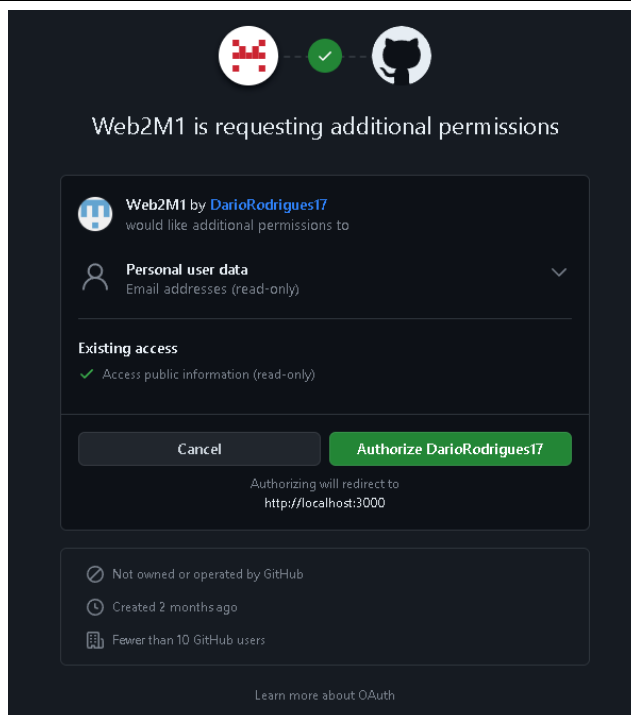 Web2M1 is requesting additional permissions
Web2M1 by DarioRodrigues17
would like additional permissions to
Personal user data
Email addresses (read-only)
Existing access
Access public information (read-only)
Cancel
Authorize DarioRodrigues17
Authorizing will redirect to
http://localhost:3000
Not owned or operated by GitHub
Created 2 months ago
Fewer than 10 GitHub users
Learn more about OAuth